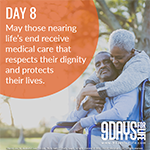 DAY 8
May those nearing
life's end receive
medical care that
respects their dignity
and protects
their lives.
9DAYS
FOR
LIFE